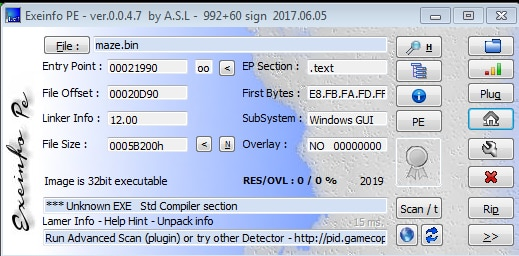 Exeinfo PE - ver.0.0.4.7 by A.S.L - 992+60 sign 2017.06.05
File : maze.bin
H
Entry Point : 00021990 oo < EP Section : .text
File Offset : 00020D90 First Bytes : E8.FB.FA.FD.FF
Plug
Linker Info : 12.00 SubSystem : Windows GUI
PE
File Size : 0005B200h < N Overlay : NO 00000000
Image is 32bit executable RES/OVL : 0 / 0 % 2019
*** Unknown EXE Std Compiler section
Scan / t
Rip
Lamer Info - Help Hint - Unpack info 15 ms.
Run Advanced Scan (plugin) or try other Detector - http://pid.gamecop
>>
Exeinfo Pe